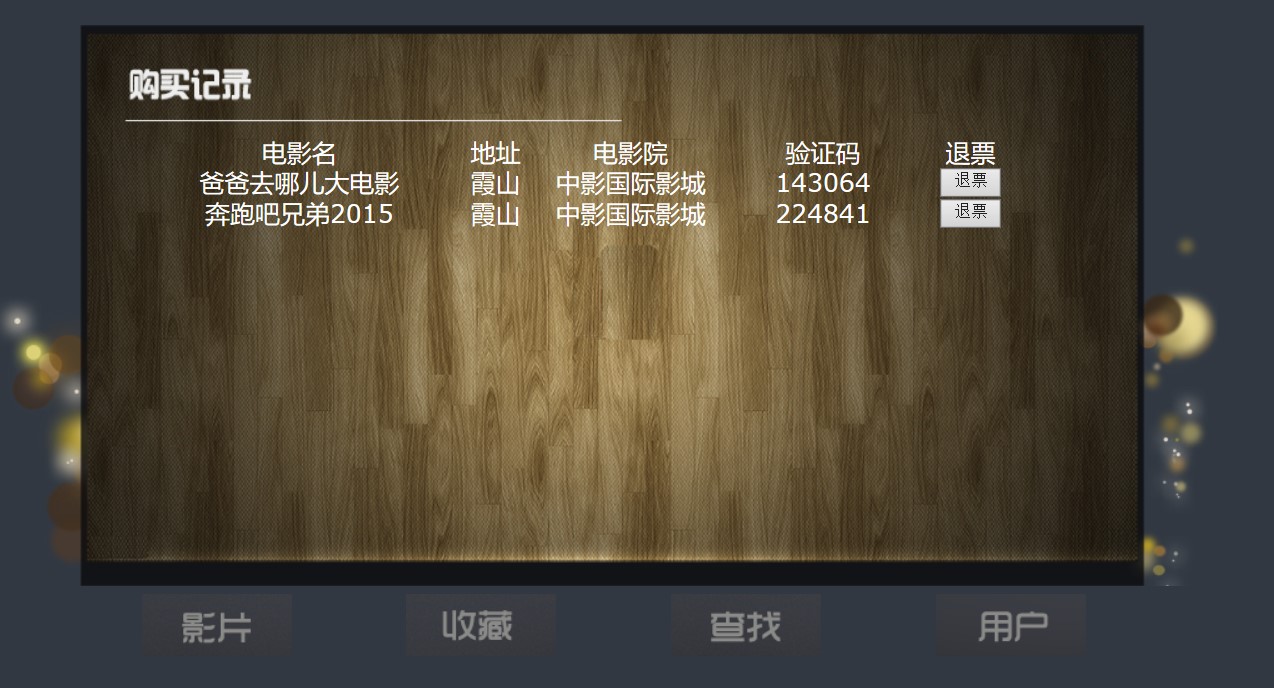 购买记录
电影名 地址 电影院 验证码 退票
爸爸去哪儿大电影 霞山 中影国际影城 143064 退票
奔跑吧兄弟2015 霞山 中影国际影城 224841 退票
影片 收藏 查找 用户